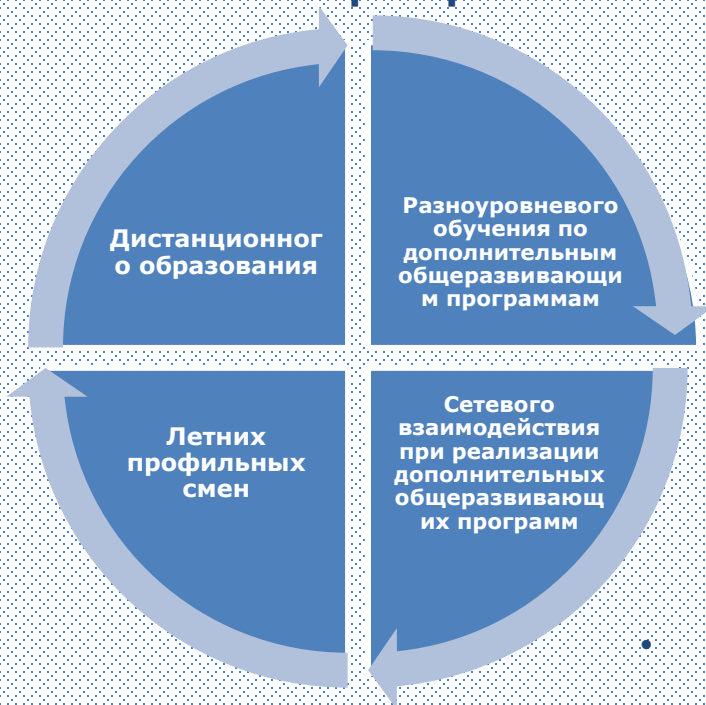 Дистанционног
о образования
Разноуровневого
обучения по
дополнительным
общеразвивающи
м программам
Летних
профильных
смен
Сетевого
взаимодействия
при реализации
дополнительных
общеразвивающ
их программ